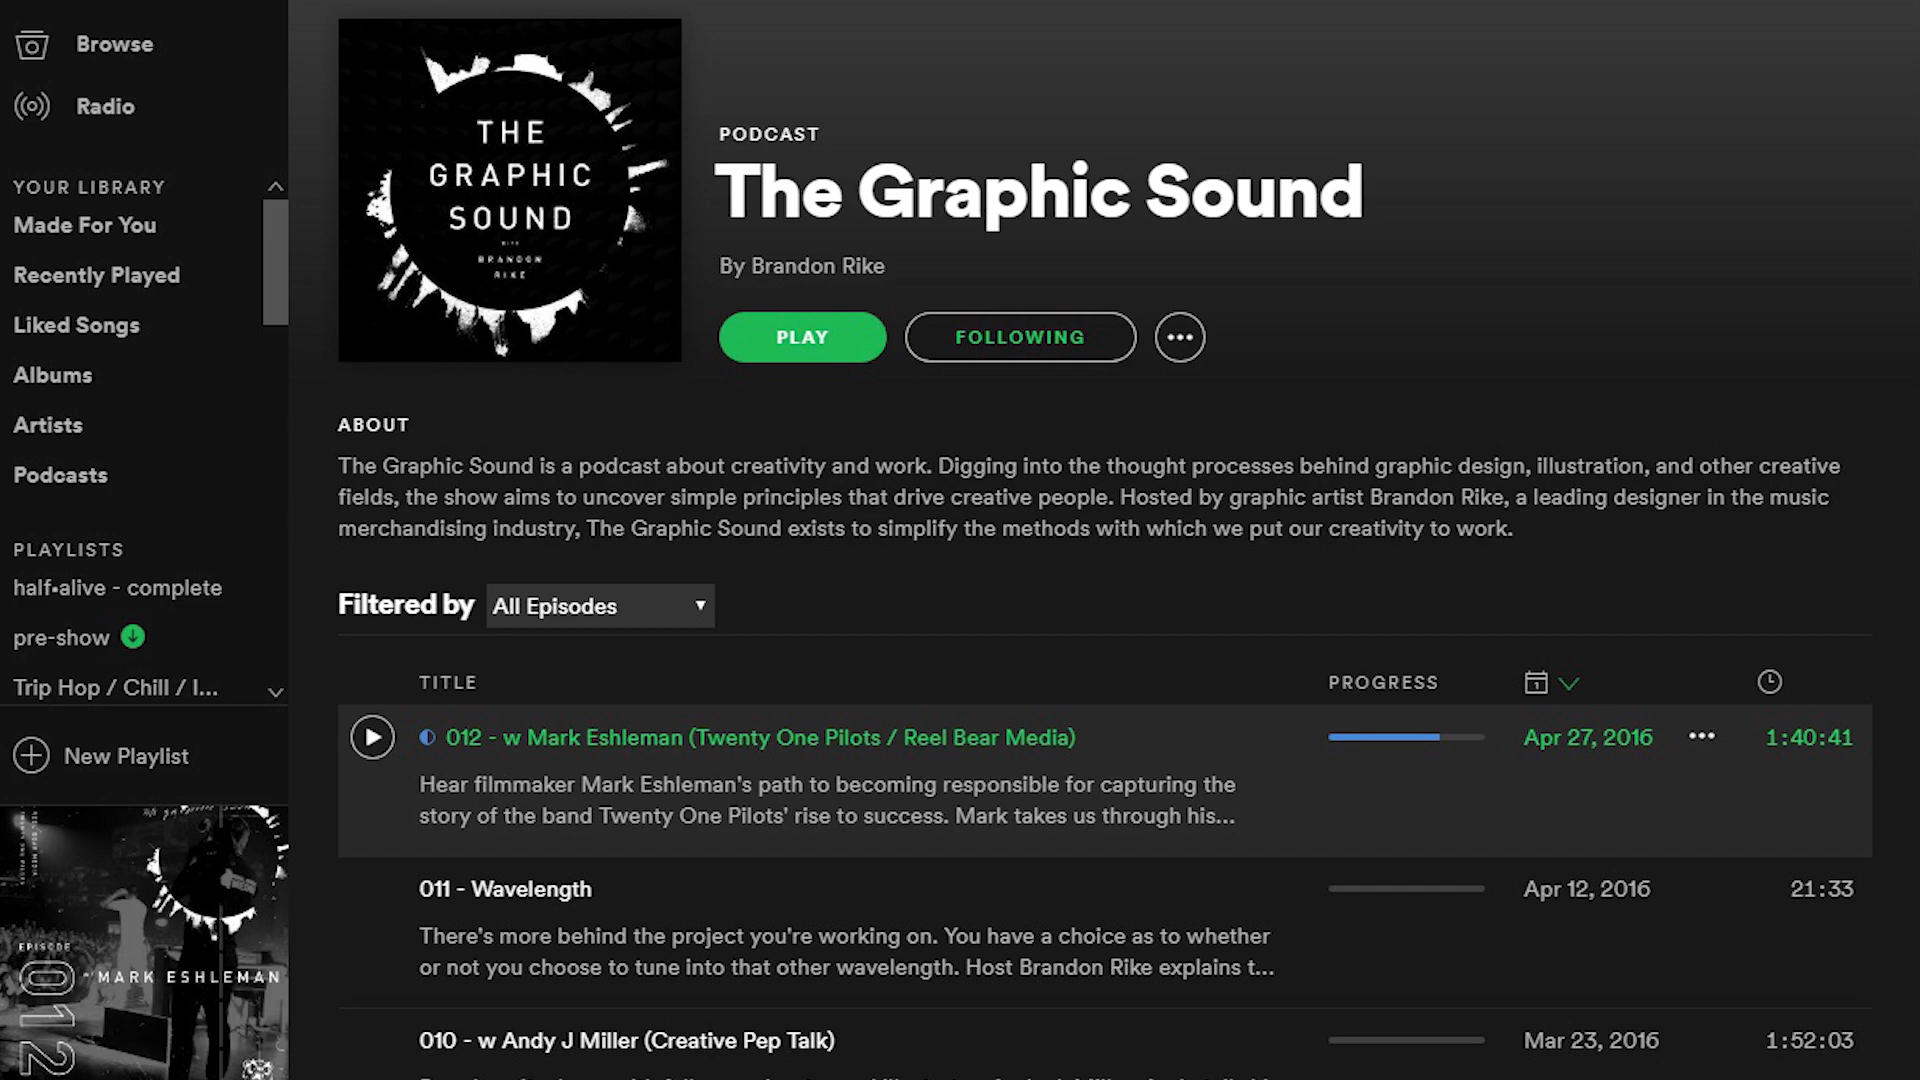 Browse
Radio
YOUR LIBRARY
Made For You
Recently Played
Liked Songs
Albums
Artists
Podcasts
PLAYLISTS
half•alive - complete
pre-show
Trip Hop / Chill / I...
New Playlist
EPISODE
012
MARK ESHLEMAN
THE
GRAPHIC
SOUND
WITH
BRANDON
RIKE
PODCAST
The Graphic Sound
By Brandon Rike
PLAY
FOLLOWING
ABOUT
The Graphic Sound is a podcast about creativity and work. Digging into the thought processes behind graphic design, illustration, and other creative
fields, the show aims to uncover simple principles that drive creative people. Hosted by graphic artist Brandon Rike, a leading designer in the music
merchandising industry, The Graphic Sound exists to simplify the methods with which we put our creativity to work.
Filtered by All Episodes
TITLE PROGRESS
012 - w Mark Eshleman (Twenty One Pilots / Reel Bear Media) Apr 27, 2016 1:40:41
Hear filmmaker Mark Eshleman's path to becoming responsible for capturing the
story of the band Twenty One Pilots' rise to success. Mark takes us through his...
011 - Wavelength Apr 12, 2016 21:33
There's more behind the project you're working on. You have a choice as to whether
or not you choose to tune into that other wavelength. Host Brandon Rike explains t...
010 - w Andy J Miller (Creative Pep Talk) Mar 23, 2016 1:52:03